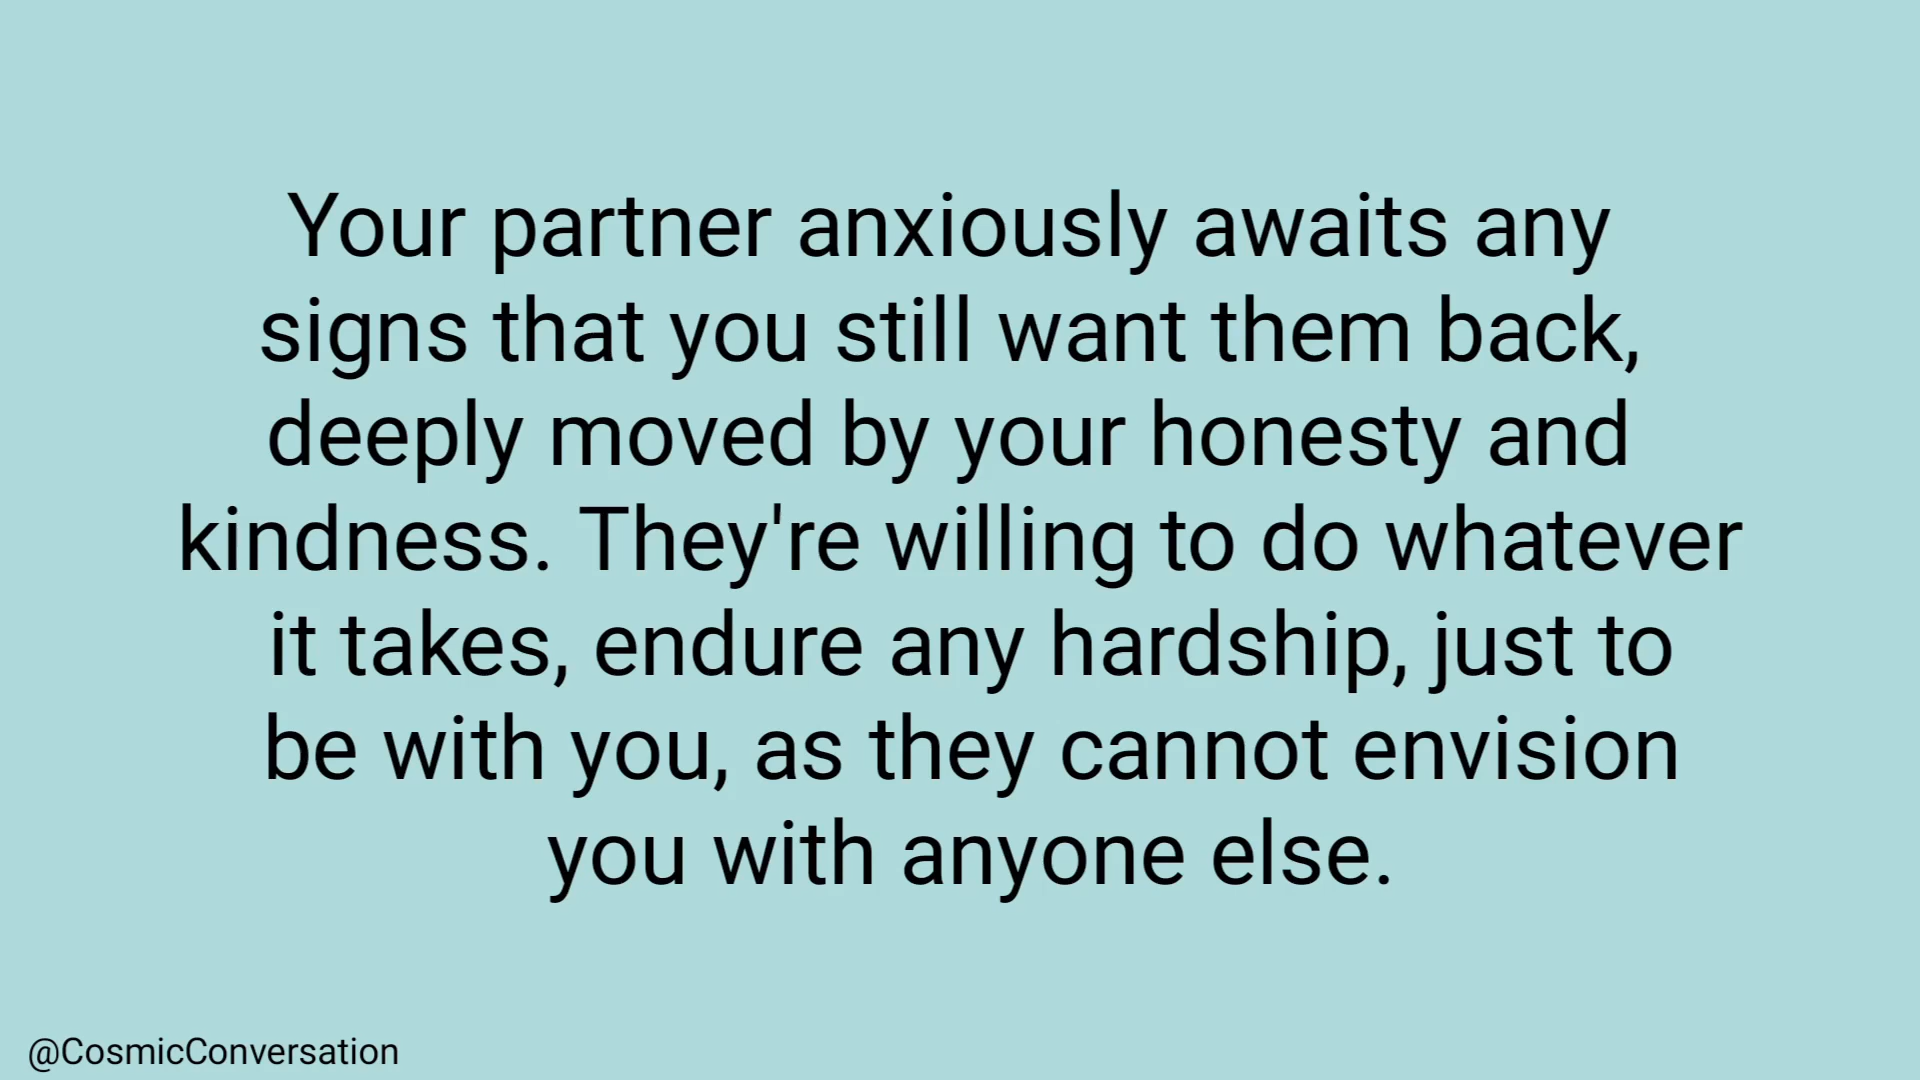 Your partner anxiously awaits any
signs that you still want them back,
deeply moved by your honesty and
kindness. They're willing to do whatever
it takes, endure any hardship, just to
be with you, as they cannot envision
you with anyone else.
@CosmicConversation